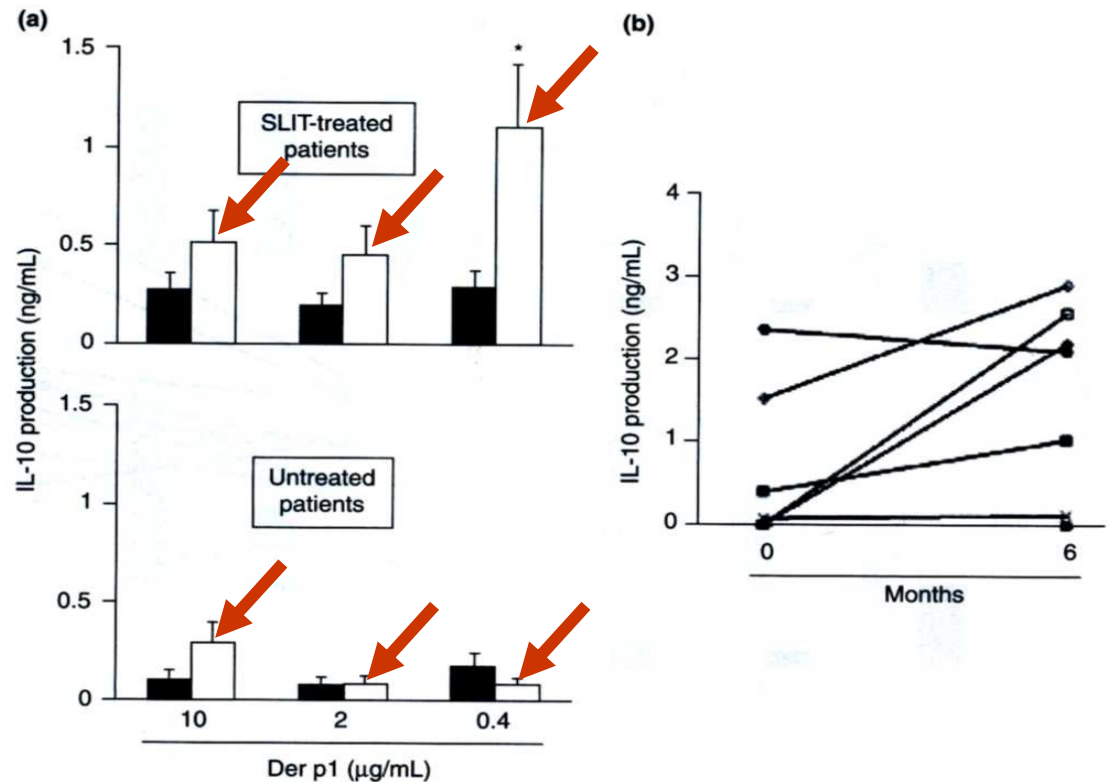 (a)
1.5
*
SLIT-treated
patients
1
0.5
0
IL-10 production (ng/mL)
1.5
Untreated
patients
1
0.5
0
10 2 0.4
Der p1 (μg/mL)
(b)
4
3
2
1
0
IL-10 production (ng/mL)
0 6
Months